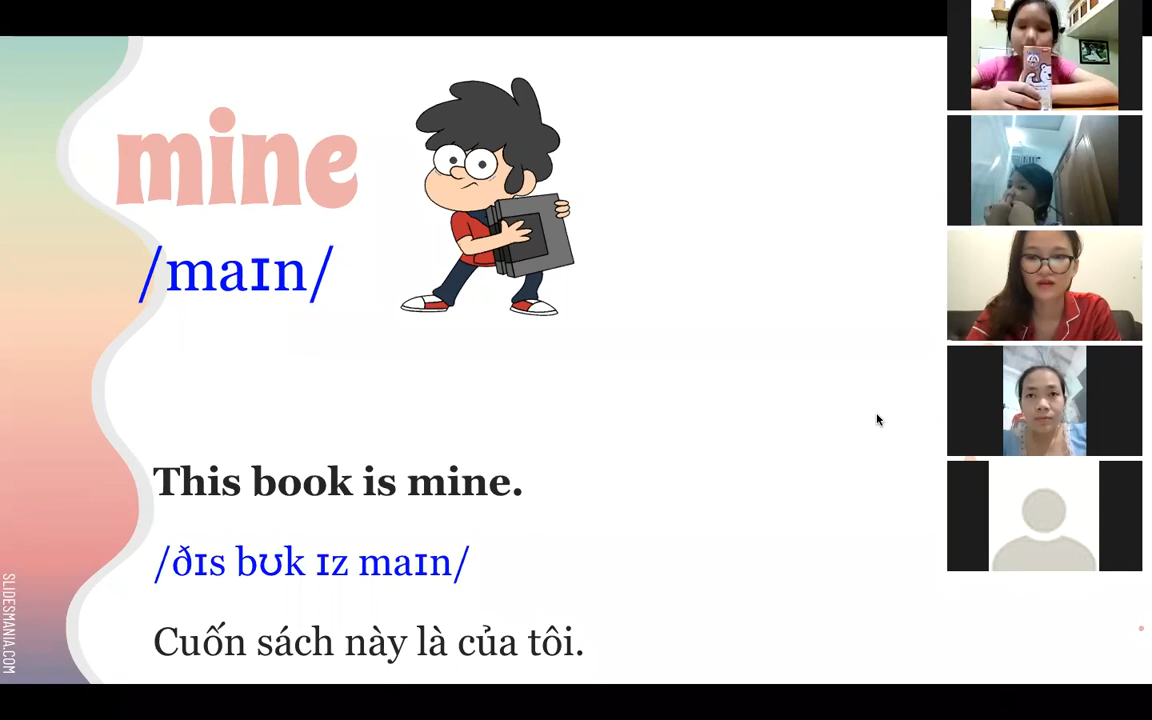 mine
/maɪn/
This book is mine.
/ðɪs bʊk ɪz maɪn/
Cuốn sách này là của tôi.
SLIDESMANIA.COM